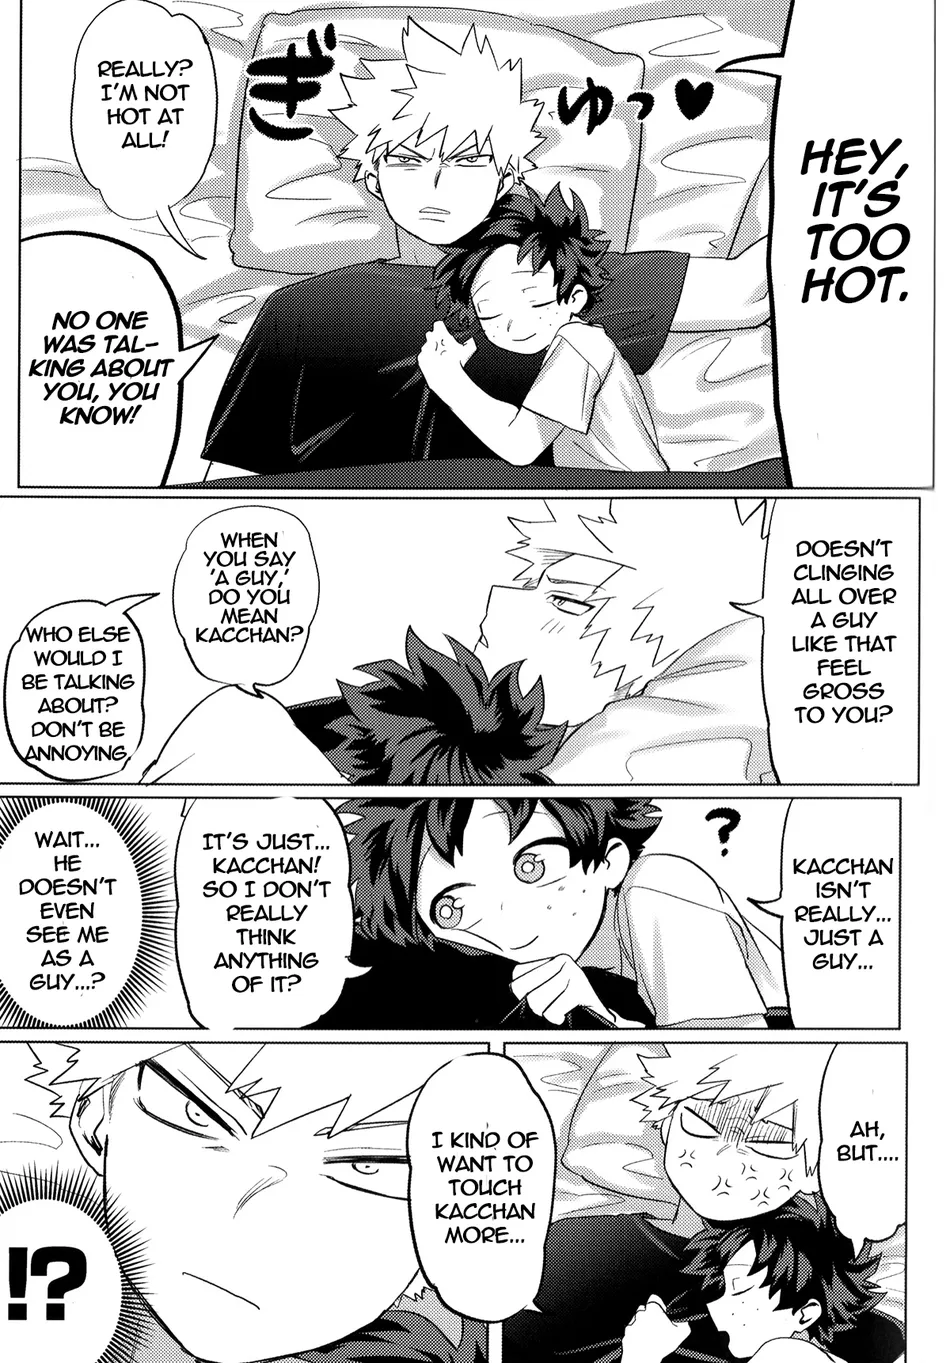 HEY,
IT'S
TOO
HOT.
ぎ
ゅっ♥
REALLY?
I'M NOT
HOT AT
ALL!
NO ONE
WAS TAL-
KING ABOUT
YOU, YOU
KNOW!
DOESN'T
CLINGING
ALL OVER
A GUY
LIKE THAT
FEEL
GROSS
TO YOU?
WHEN
YOU SAY
'A GUY,'
DO YOU
MEAN
KACCHAN?
WHO ELSE
WOULD I
BE TALKING
ABOUT?
DON'T BE
ANNOYING.
?
KACCHAN
ISN'T
REALLY...
JUST A
GUY...
IT'S JUST...
KACCHAN!
SO I DON'T
REALLY
THINK
ANYTHING
OF IT?
WAIT...
HE
DOESN'T
EVEN
SEE ME
AS A
GUY...?
AH,
BUT....
I KIND OF
WANT TO
TOUCH
KACCHAN
MORE...
!?